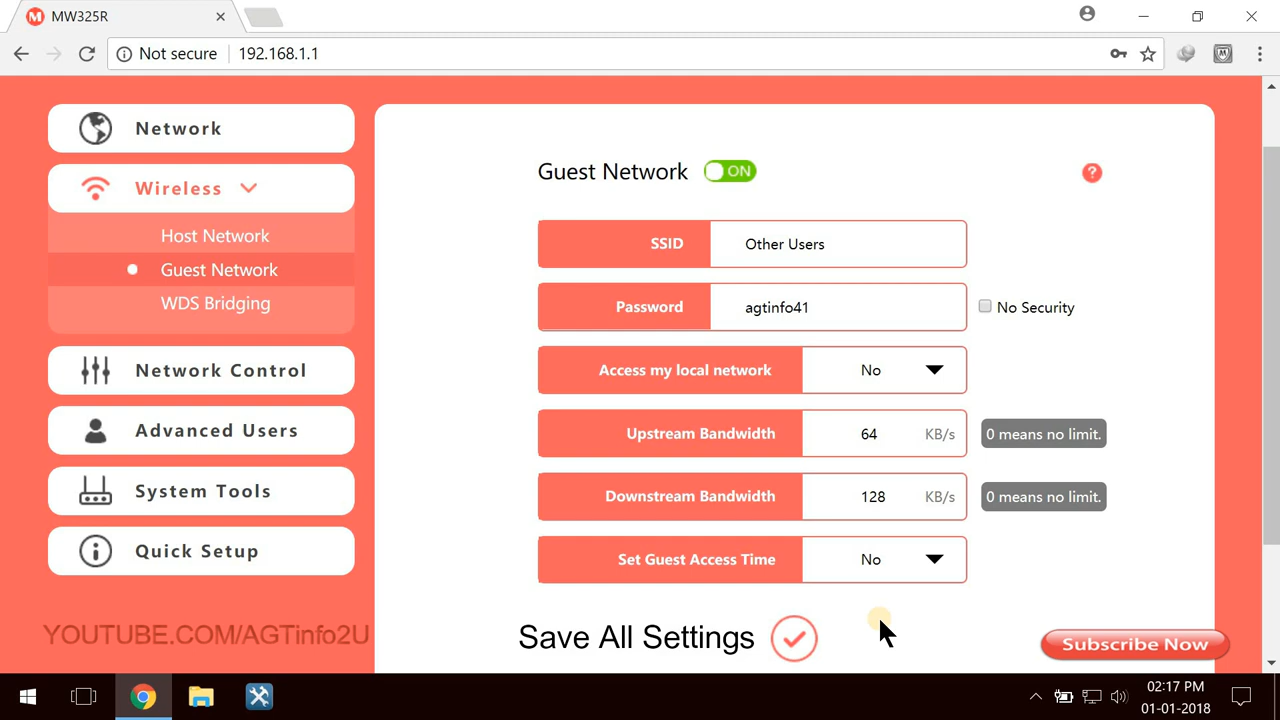 MW325R
Not secure
192.168.1.1
Network
Wireless
Host Network
Guest Network
WDS Bridging
Network Control
Advanced Users
System Tools
Quick Setup
YOUTUBE.COM/AGTinfo2U
Guest Network ON
?
SSID Other Users
Password agtinfo41 No Security
Access my local network No
Upstream Bandwidth 64 KB/s 0 means no limit.
Downstream Bandwidth 128 KB/s 0 means no limit.
Set Guest Access Time No
Save All Settings
Subscribe Now
02:17 PM
01-01-2018